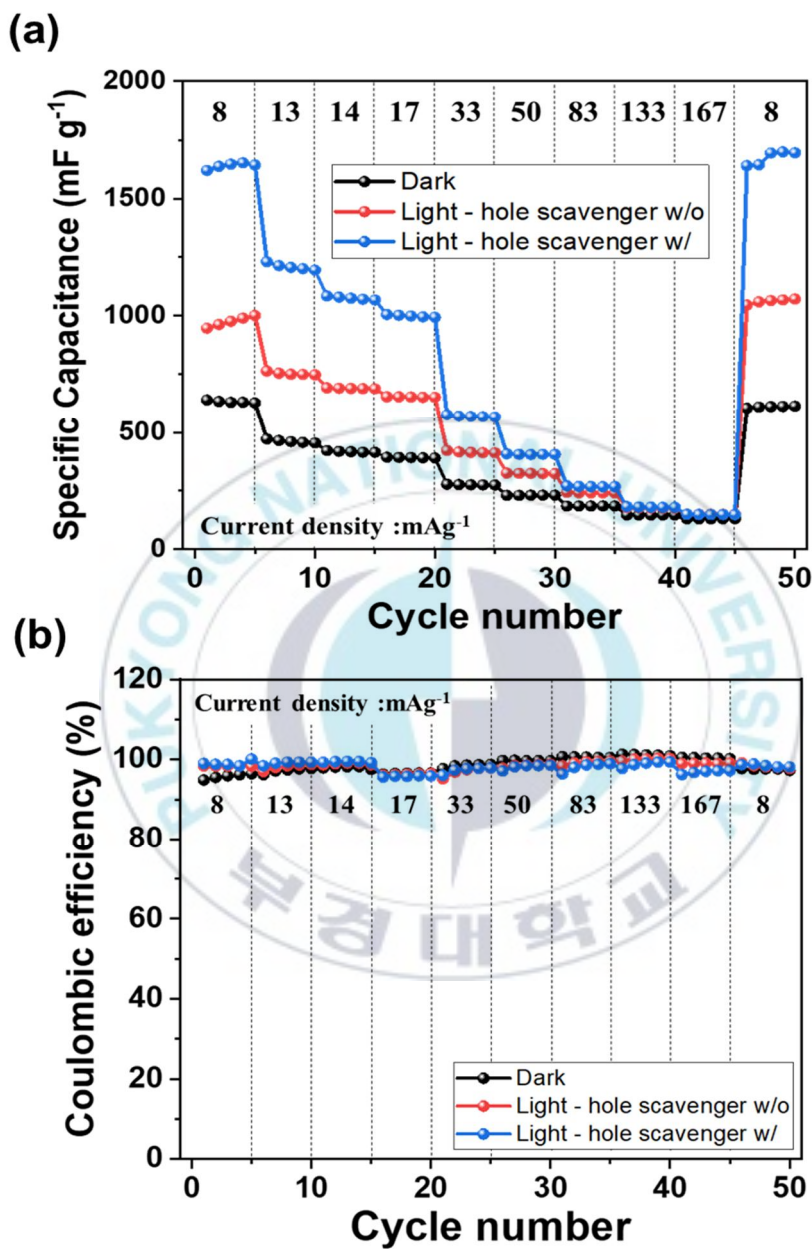 (a)
Specific Capacitance (mF g⁻¹)
2000
1500
1000
500
0
8 13 14 17 33 50 83 133 167 8
Dark
Light - hole scavenger w/o
Light - hole scavenger w/
Current density :mAg⁻¹
0 10 20 30 40 50
Cycle number
(b)
Coulombic efficiency (%)
120
100
80
60
40
20
0
Current density :mAg⁻¹
8 13 14 17 33 50 83 133 167 8
Dark
Light - hole scavenger w/o
Light - hole scavenger w/
0 10 20 30 40 50
Cycle number
PUKYONG NATIONAL UNIVERSITY
부경대학교